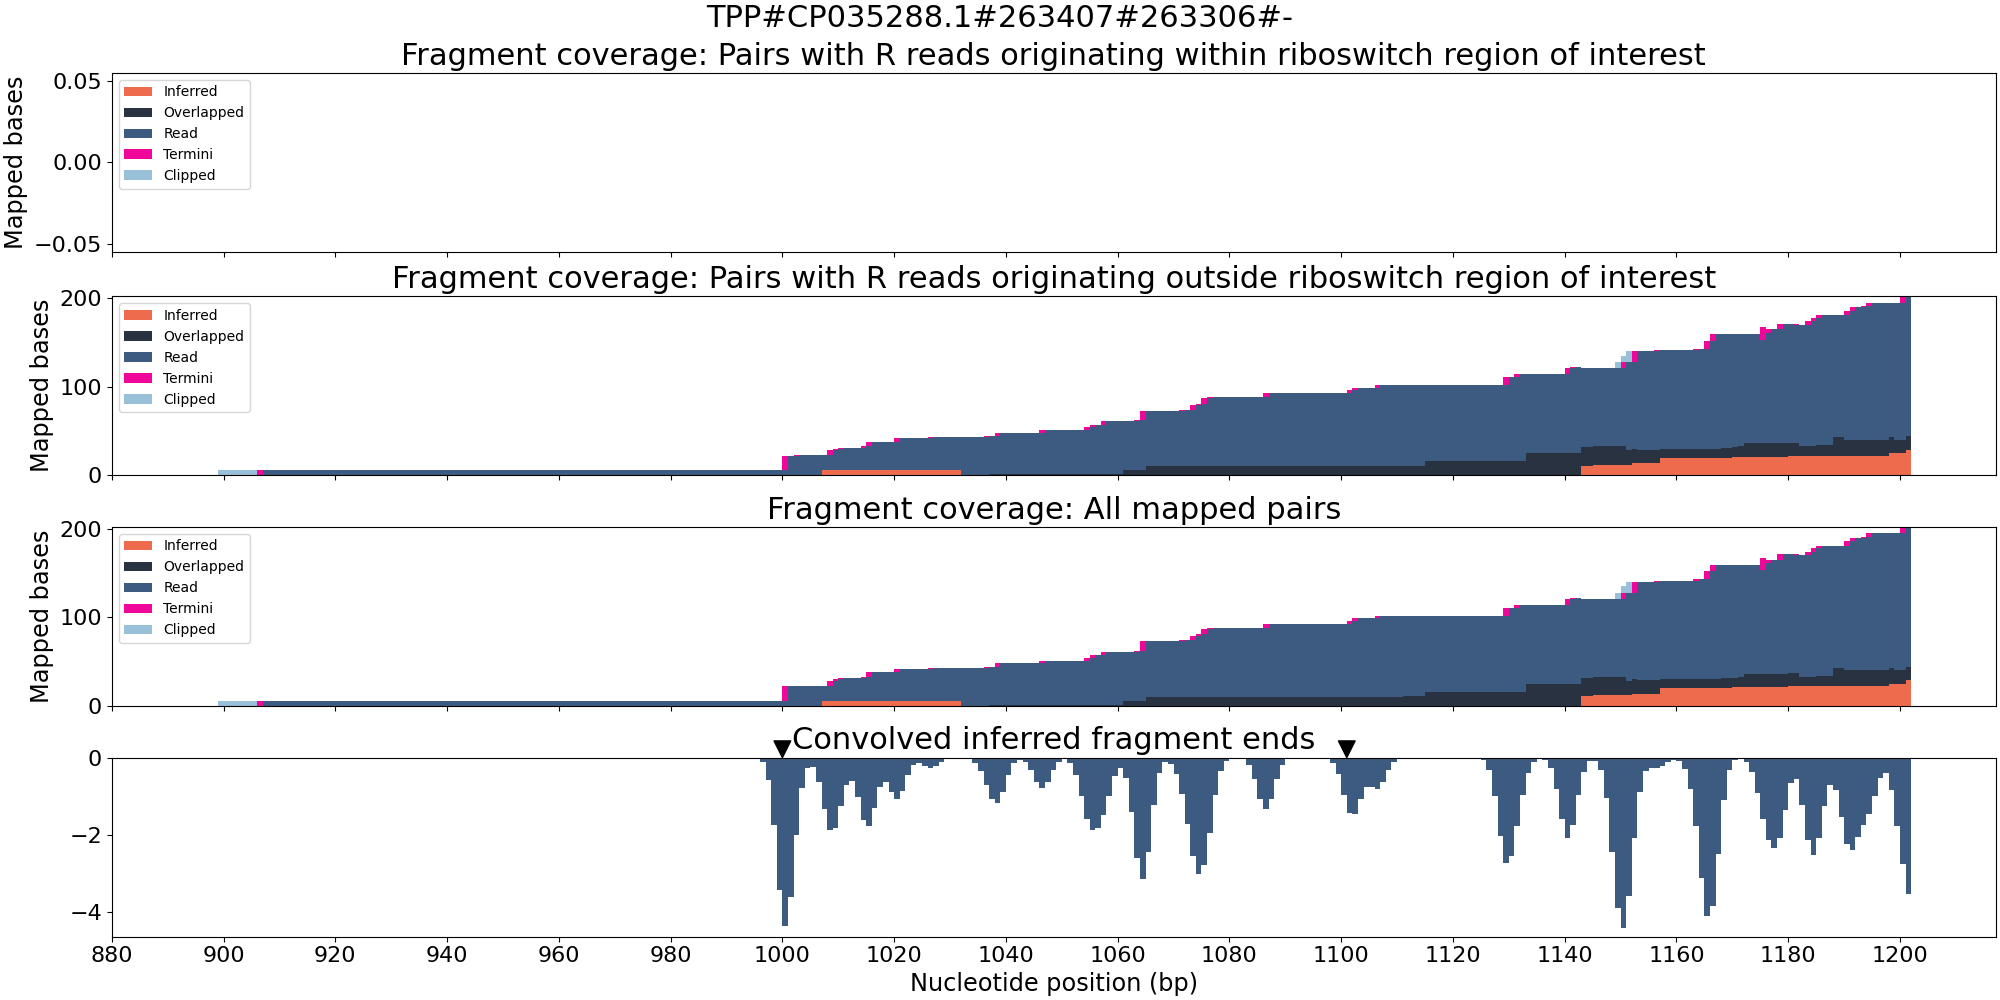 TPP#CP035288.1#263407#263306#-
Fragment coverage: Pairs with R reads originating within riboswitch region of interest
Mapped bases
0.05
0.00
−0.05
Inferred
Overlapped
Read
Termini
Clipped
Fragment coverage: Pairs with R reads originating outside riboswitch region of interest
Mapped bases
200
100
0
Inferred
Overlapped
Read
Termini
Clipped
Fragment coverage: All mapped pairs
Mapped bases
200
100
0
Inferred
Overlapped
Read
Termini
Clipped
Convolved inferred fragment ends
0
−2
−4
880 900 920 940 960 980 1000 1020 1040 1060 1080 1100 1120 1140 1160 1180 1200
Nucleotide position (bp)